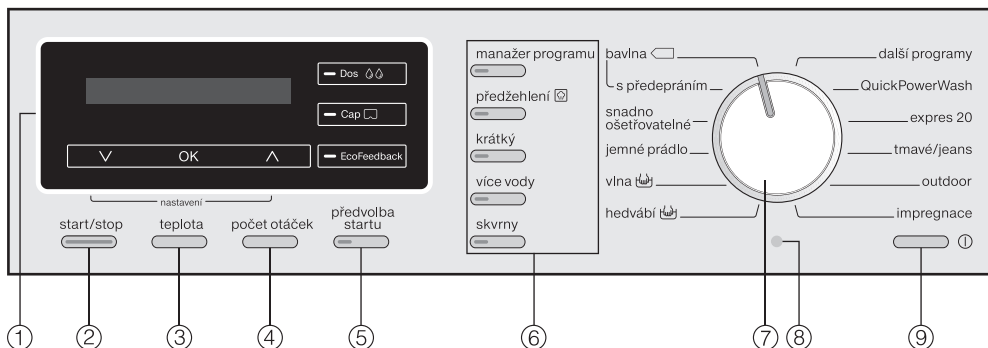 Dos
Cap
EcoFeedback
OK
nastavení
start/stop
teplota
počet otáček
předvolba
startu
manažer programu
předžehlení
krátký
více vody
skvrny
bavlna
s předepráním
snadno
ošetřovatelné
jemné prádlo
vlna
hedvábí
další programy
QuickPowerWash
expres 20
tmavé/jeans
outdoor
impregnace
① ② ③ ④ ⑤ ⑥ ⑦ ⑧ ⑨